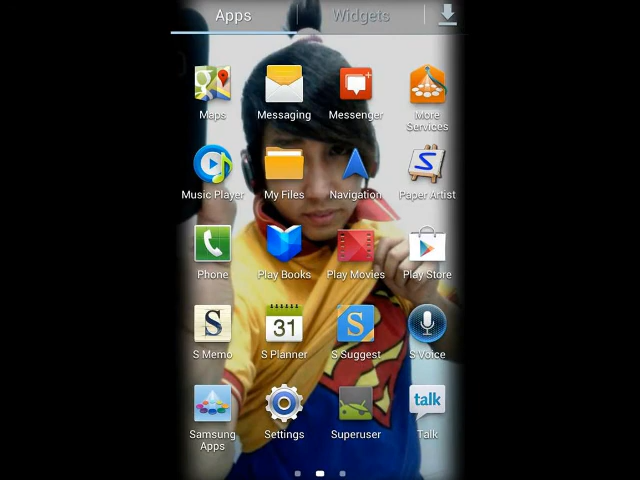 Apps Widgets
Maps Messaging Messenger More Services
Music Player My Files Navigation Paper Artist
S
Phone Play Books Play Movies Play Store
S 31 S
S Memo S Planner S Suggest S Voice
talk
Samsung Apps Settings Superuser Talk